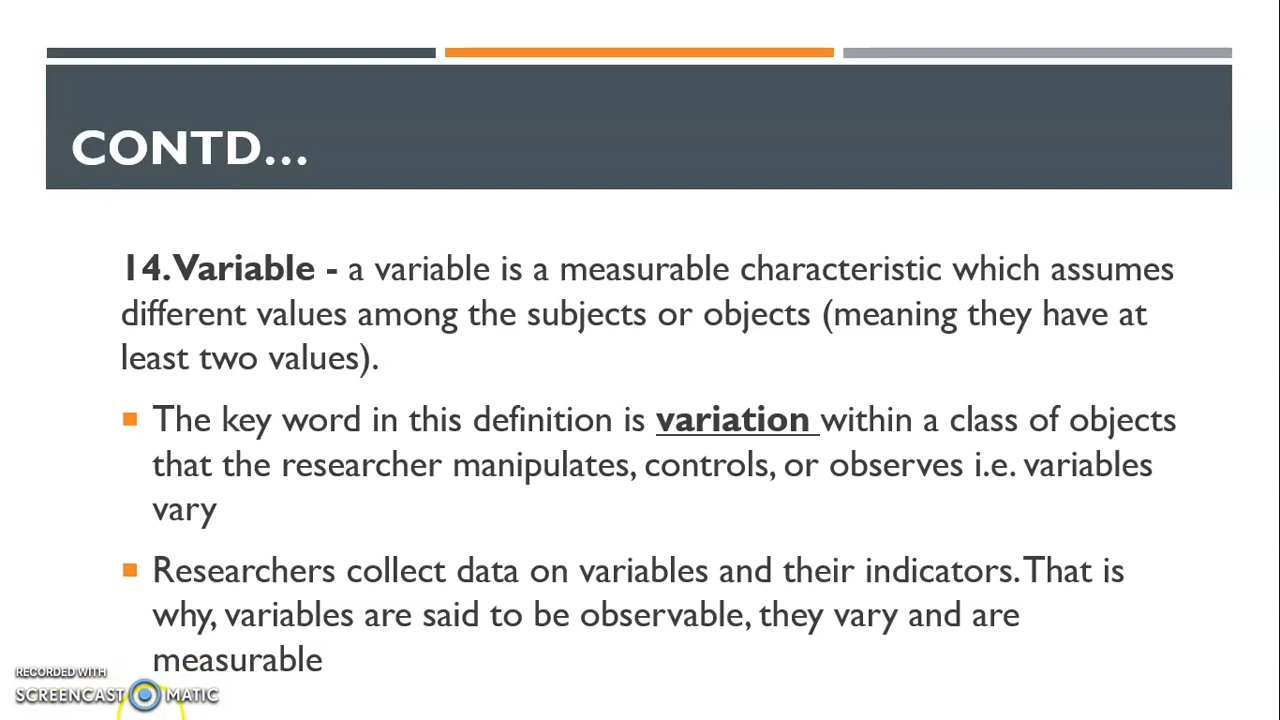 CONTD...
14. Variable - a variable is a measurable characteristic which assumes
different values among the subjects or objects (meaning they have at
least two values).
The key word in this definition is variation within a class of objects
that the researcher manipulates, controls, or observes i.e. variables
vary
Researchers collect data on variables and their indicators. That is
why, variables are said to be observable, they vary and are
measurable
RECORDED WITH
SCREENCAST MATIC